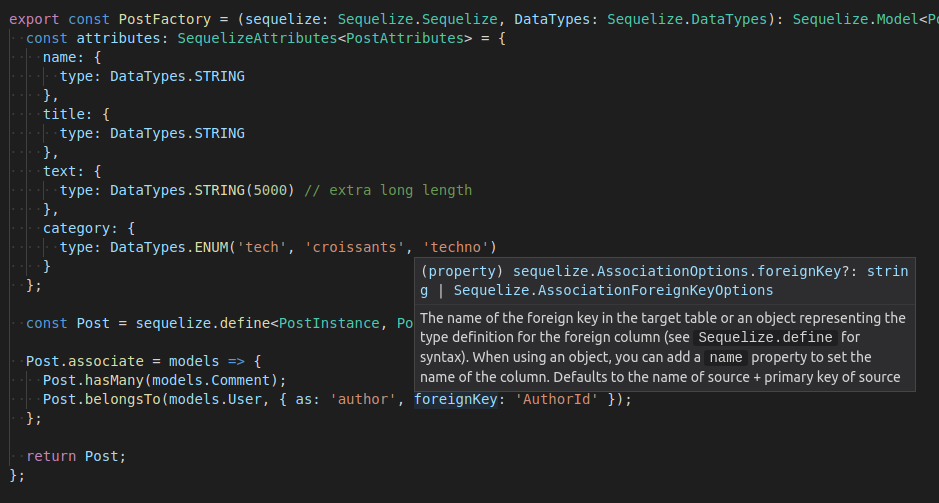 export const PostFactory = (sequelize: Sequelize.Sequelize, DataTypes: Sequelize.DataTypes): Sequelize.Model<Po
const attributes: SequelizeAttributes<PostAttributes> = {
name: {
type: DataTypes.STRING
},
title: {
type: DataTypes.STRING
},
text: {
type: DataTypes.STRING(5000) // extra long length
},
category: {
type: DataTypes.ENUM('tech', 'croissants', 'techno')
}
};
(property) sequelize.AssociationOptions.foreignKey?: strin
g | Sequelize.AssociationForeignKeyOptions
The name of the foreign key in the target table or an object representing the
type definition for the foreign column (see Sequelize.define for
syntax). When using an object, you can add a name property to set the
name of the column. Defaults to the name of source + primary key of source
const Post = sequelize.define<PostInstance, Po
Post.associate = models => {
Post.hasMany(models.Comment);
Post.belongsTo(models.User, { as: 'author', foreignKey: 'AuthorId' });
};
return Post;
};